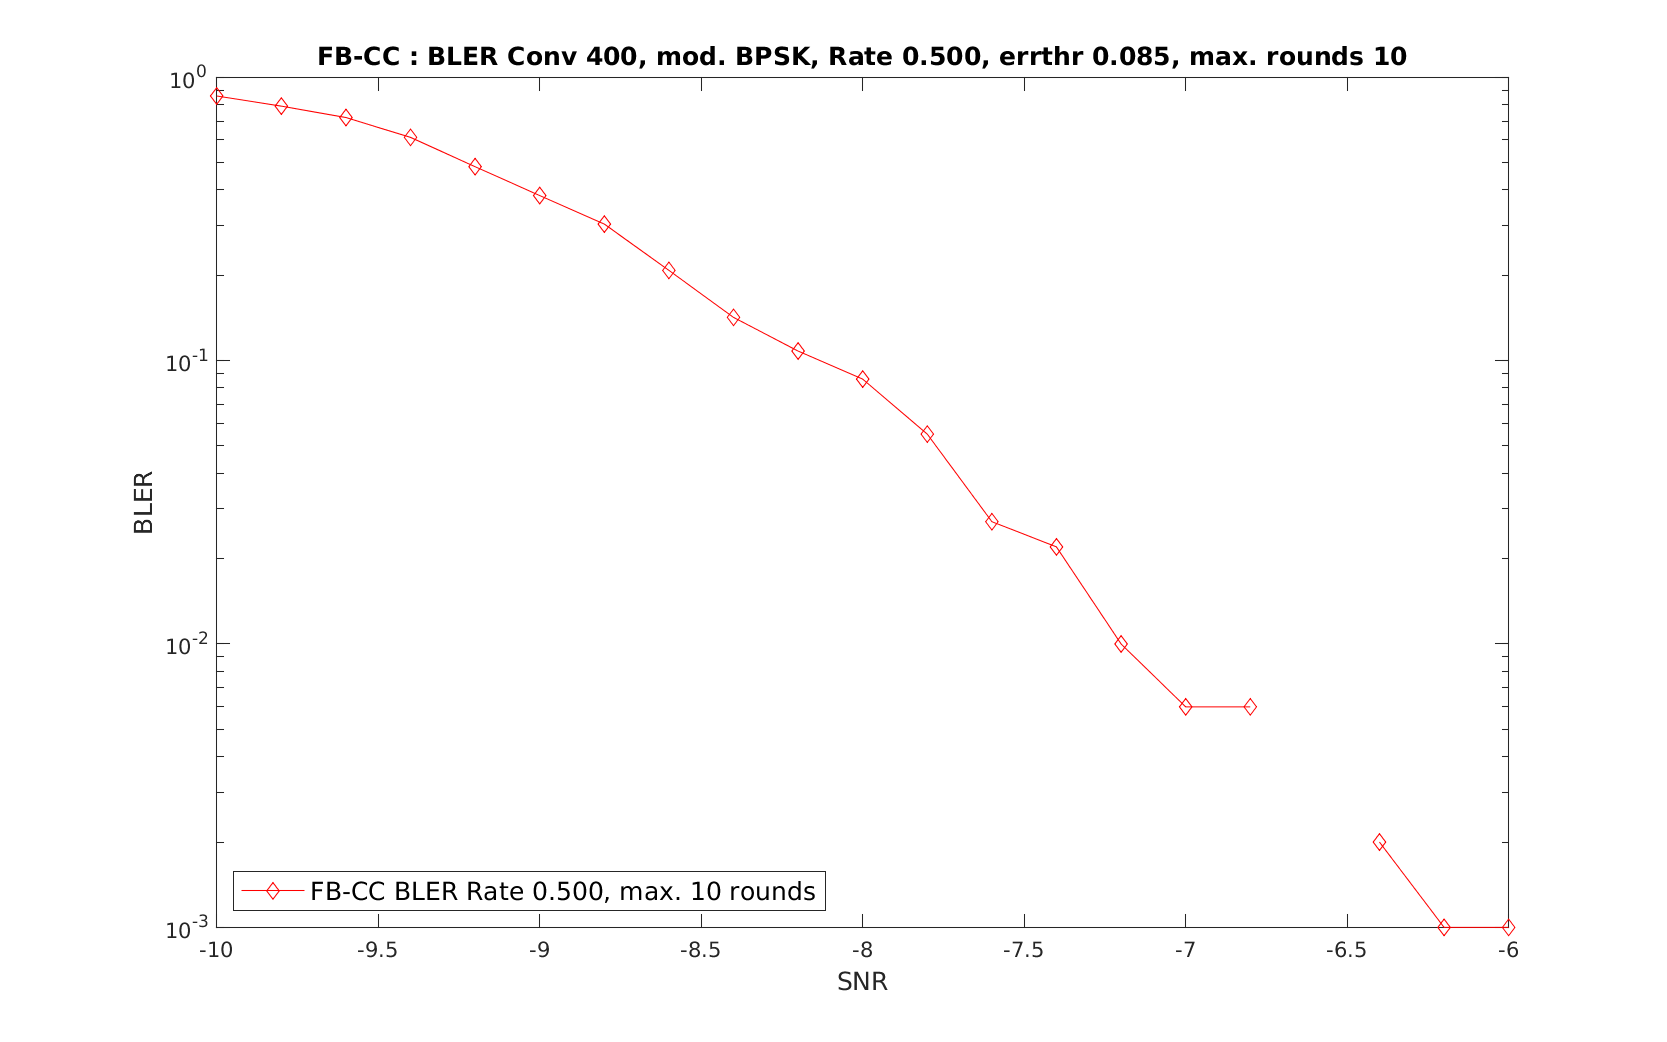 FB-CC : BLER Conv 400, mod. BPSK, Rate 0.500, errthr 0.085, max. rounds 10
10^0
10^-1
10^-2
10^-3
BLER
FB-CC BLER Rate 0.500, max. 10 rounds
-10 -9.5 -9 -8.5 -8 -7.5 -7 -6.5 -6
SNR